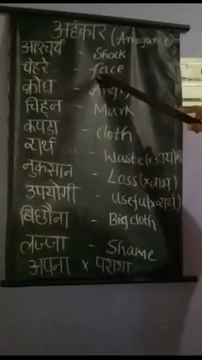 अहंकार (Arrogance)
आश्चर्य - Shock
चेहरे - face
क्रोध -
चिह्न - Mark
कपड़ा - Cloth
व्यर्थ - Waste
नुकसान - Loss (×लाभ)
उपयोगी - Useful (×व्यर्थ)
बिछौना - Big cloth
लज्जा - Shame
अपना × पराया